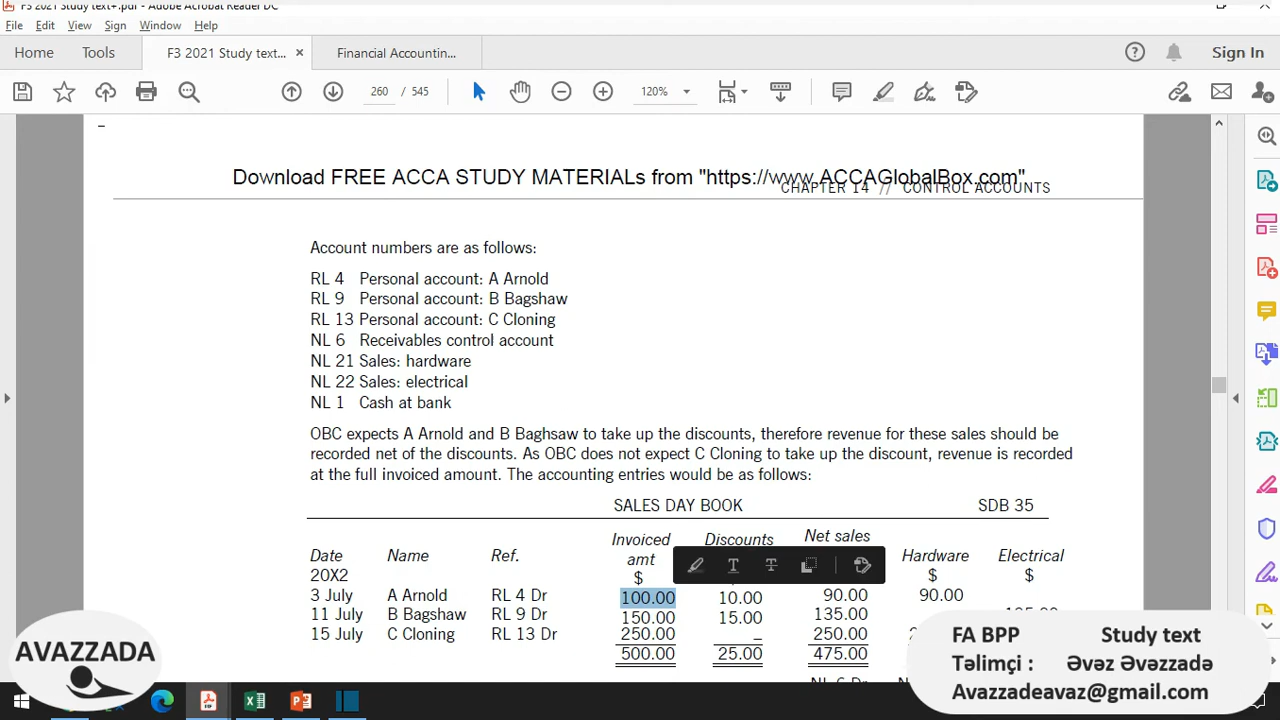 F3 2021 Study text+.pdf - Adobe Acrobat Reader DC
File Edit View Sign Window Help
Home Tools F3 2021 Study text... × Financial Accountin... Sign In
260 / 545 120%
Download FREE ACCA STUDY MATERIALs from "https://www.ACCAGlobalBox.com"
CHAPTER 14 // CONTROL ACCOUNTS
Account numbers are as follows:
RL 4 Personal account: A Arnold
RL 9 Personal account: B Bagshaw
RL 13 Personal account: C Cloning
NL 6 Receivables control account
NL 21 Sales: hardware
NL 22 Sales: electrical
NL 1 Cash at bank
OBC expects A Arnold and B Baghsaw to take up the discounts, therefore revenue for these sales should be
recorded net of the discounts. As OBC does not expect C Cloning to take up the discount, revenue is recorded
at the full invoiced amount. The accounting entries would be as follows:
SALES DAY BOOK SDB 35
Invoiced Discounts Net sales
Date Name Ref. amt Hardware Electrical
20X2 $ $ $
3 July A Arnold RL 4 Dr 100.00 10.00 90.00 90.00
11 July B Bagshaw RL 9 Dr 150.00 15.00 135.00
15 July C Cloning RL 13 Dr 250.00 – 250.00
500.00 25.00 475.00
AVAZZADA
FA BPP Study text
Təlimçi : Əvəz Əvəzzadə
Avazzadeavaz@gmail.com